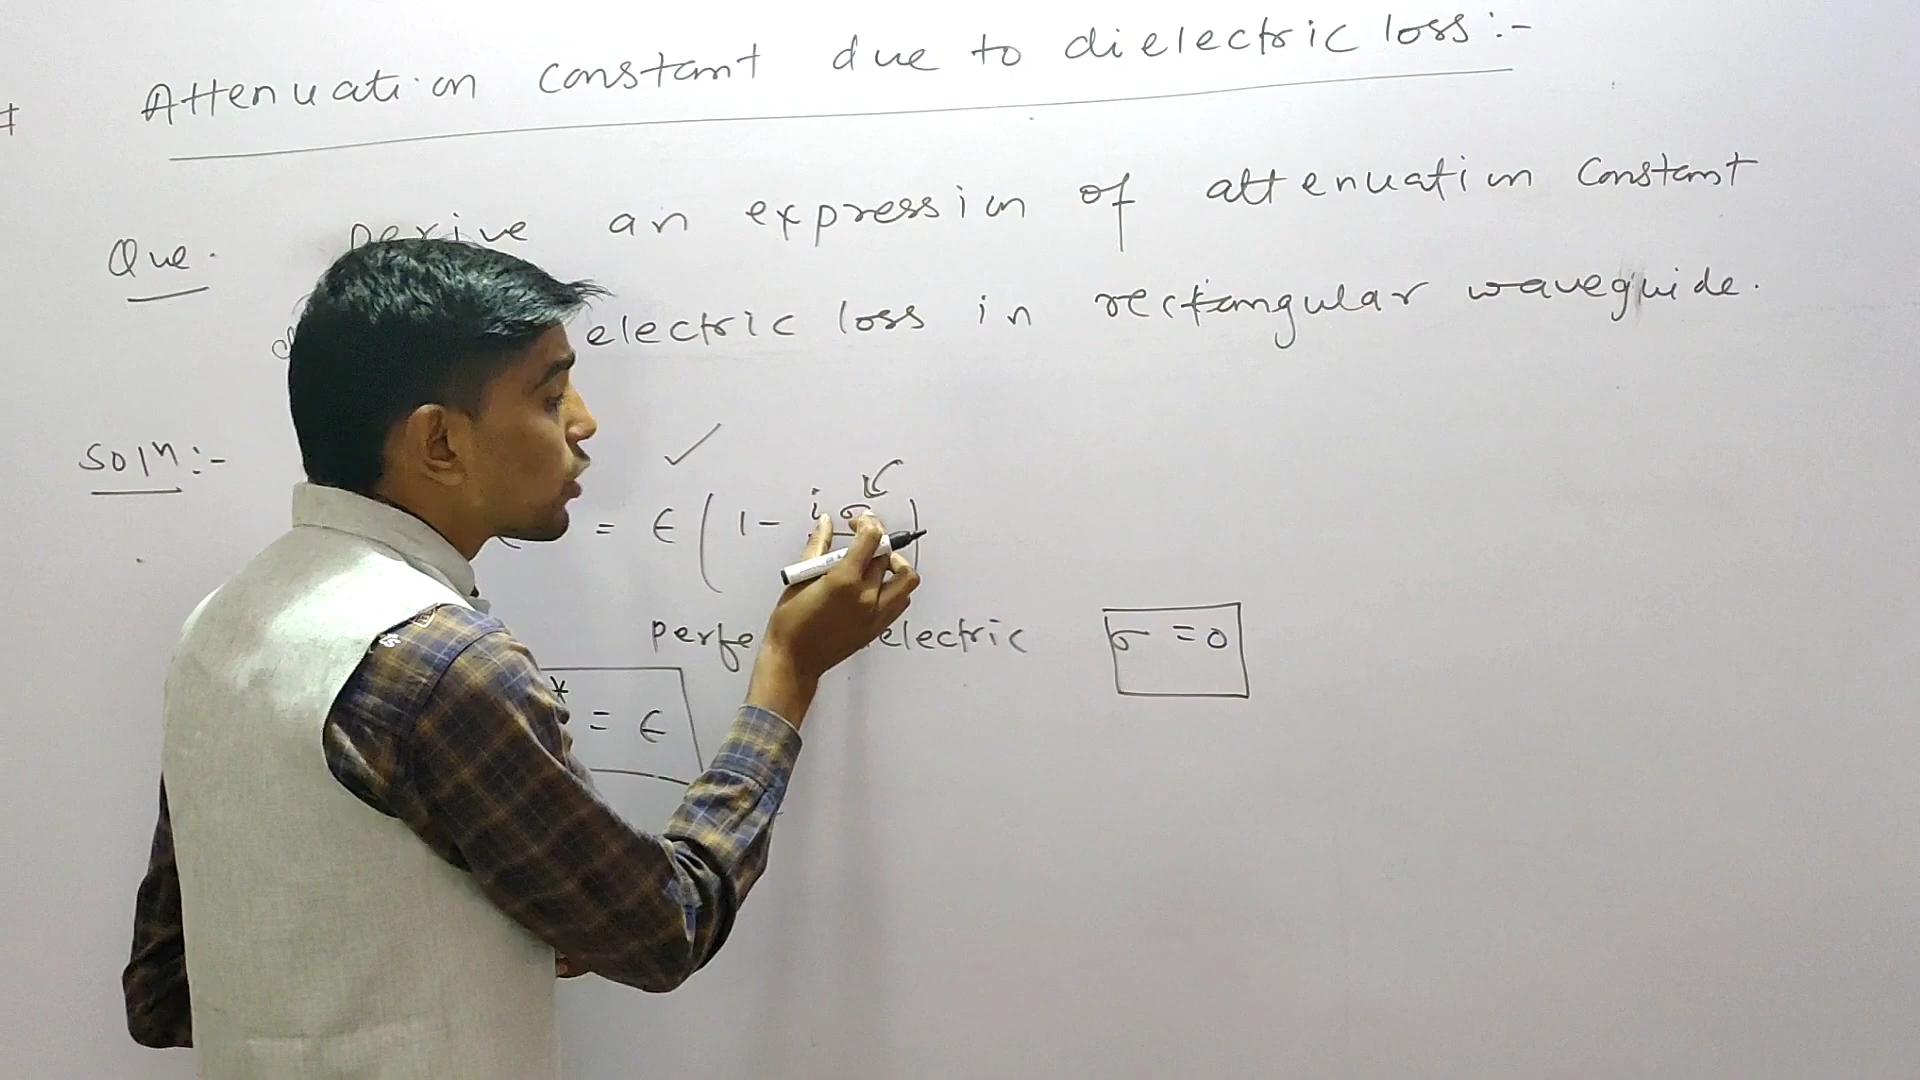 Attenuation constant due to dielectric loss :-
Que. Derive an expression of attenuation constant
electric loss in rectangular waveguide.
Soln :-
= ϵ ( 1 - iσ )
electric σ = 0
* = ϵ